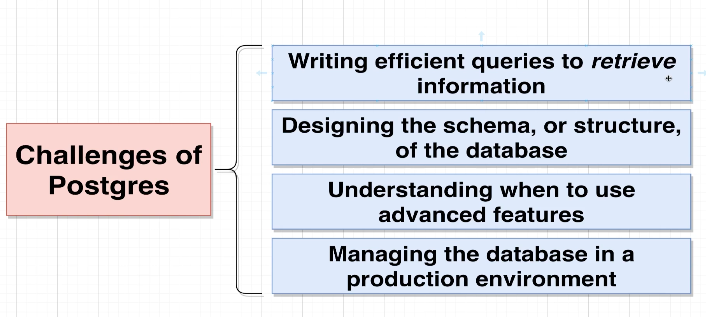 Challenges of
Postgres
Writing efficient queries to retrieve
information
Designing the schema, or structure,
of the database
Understanding when to use
advanced features
Managing the database in a
production environment